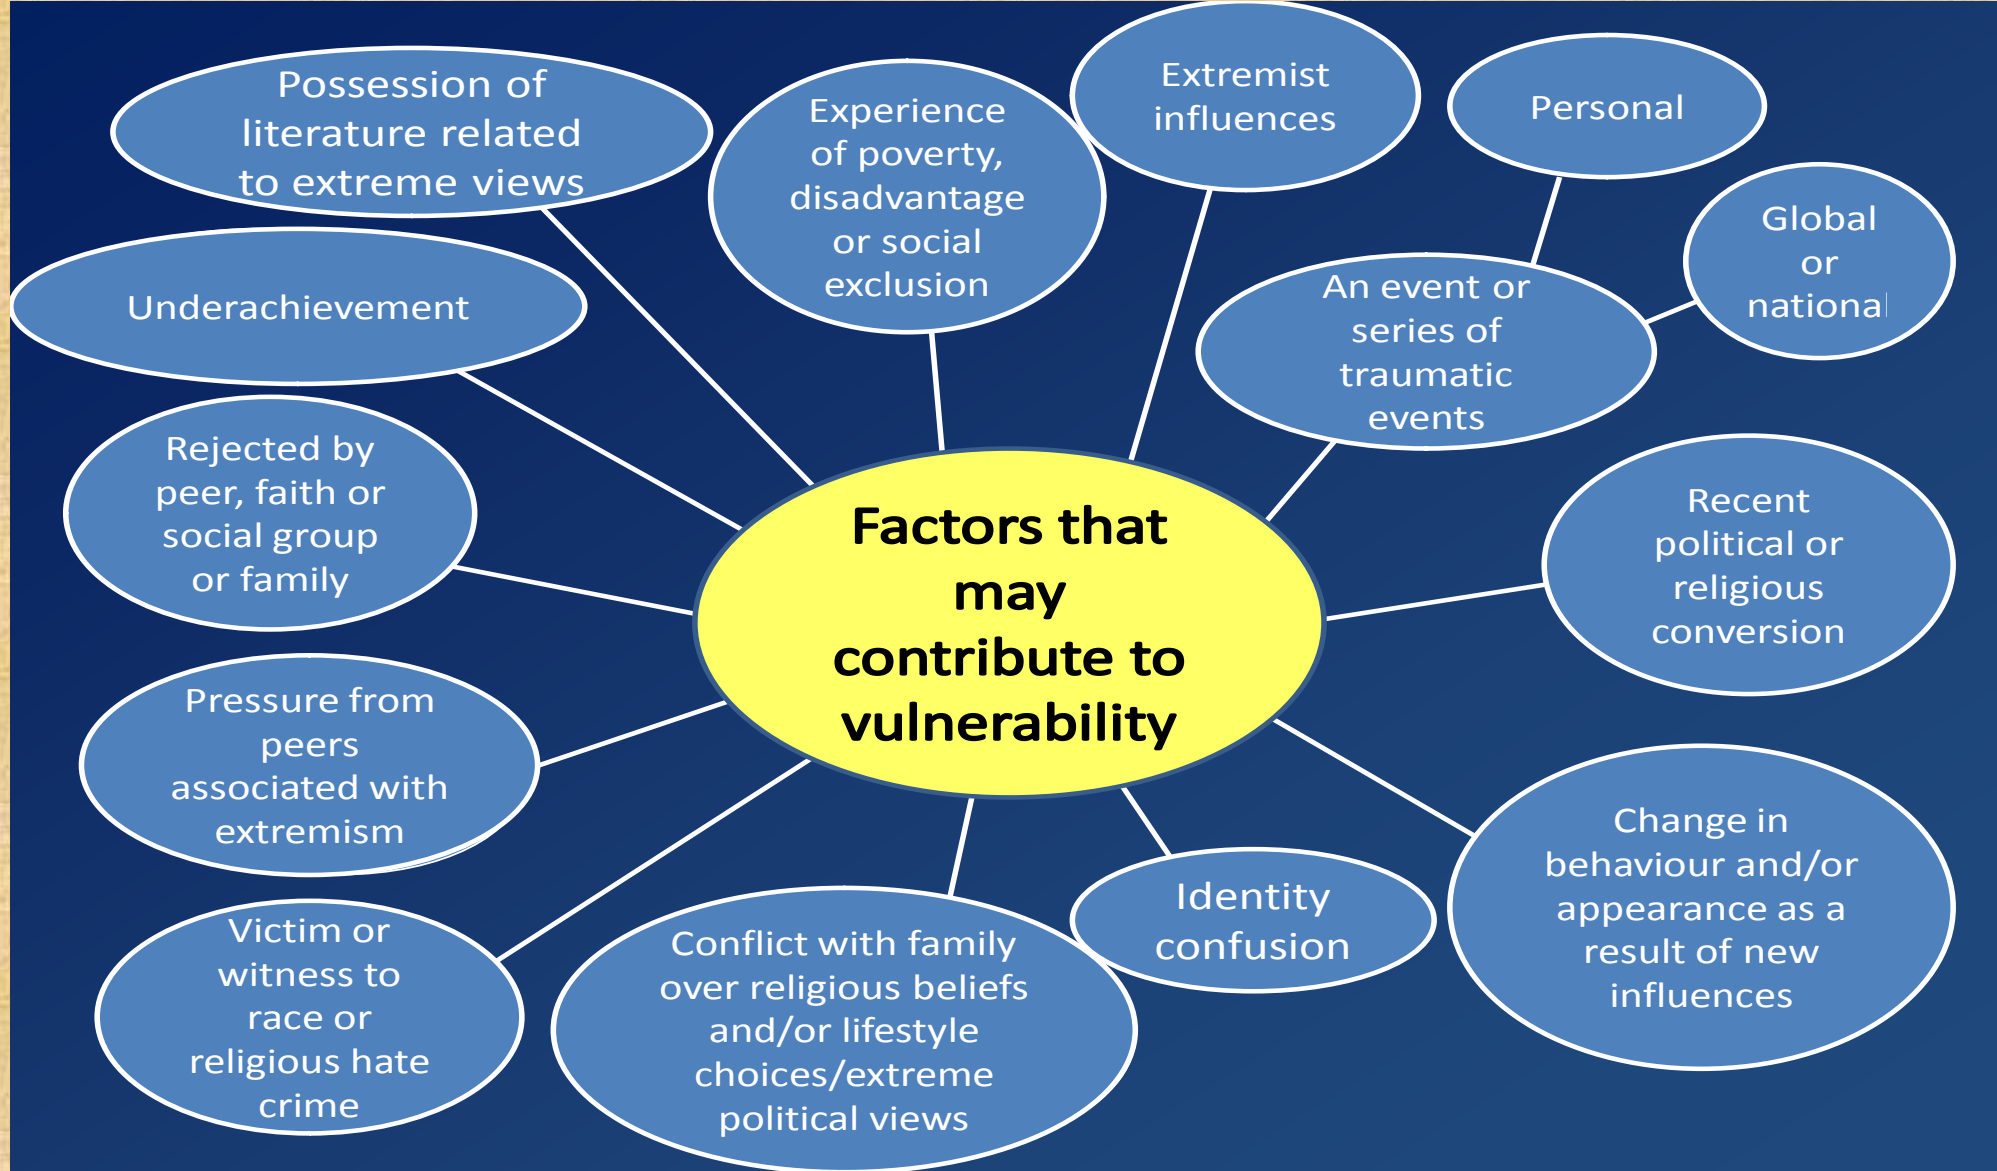 Possession of
literature related
to extreme views
Experience
of poverty,
disadvantage
or social
exclusion
Extremist
influences
Personal
Global
or
national
An event or
series of
traumatic
events
Underachievement
Rejected by
peer, faith or
social group
or family
Factors that
may
contribute to
vulnerability
Recent
political or
religious
conversion
Pressure from
peers
associated with
extremism
Change in
behaviour and/or
appearance as a
result of new
influences
Identity
confusion
Victim or
witness to
race or
religious hate
crime
Conflict with family
over religious beliefs
and/or lifestyle
choices/extreme
political views